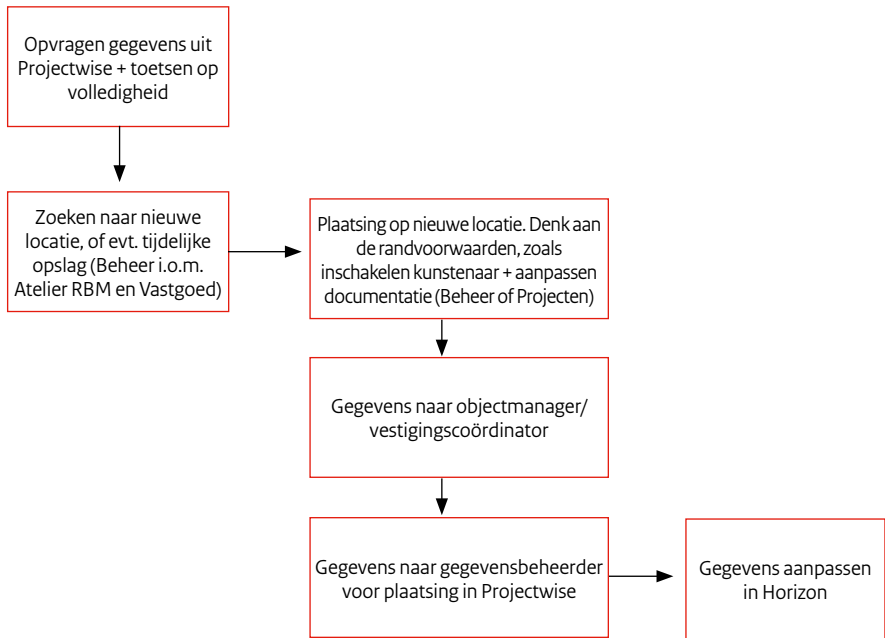 Opvragen gegevens uit
Projectwise + toetsen op
volledigheid
Zoeken naar nieuwe
locatie, of evt. tijdelijke
opslag (Beheer i.o.m.
Atelier RBM en Vastgoed)
Plaatsing op nieuwe locatie. Denk aan
de randvoorwaarden, zoals
inschakelen kunstenaar + aanpassen
documentatie (Beheer of Projecten)
Gegevens naar objectmanager/
vestigingscoördinator
Gegevens naar gegevensbeheerder
voor plaatsing in Projectwise
Gegevens aanpassen
in Horizon